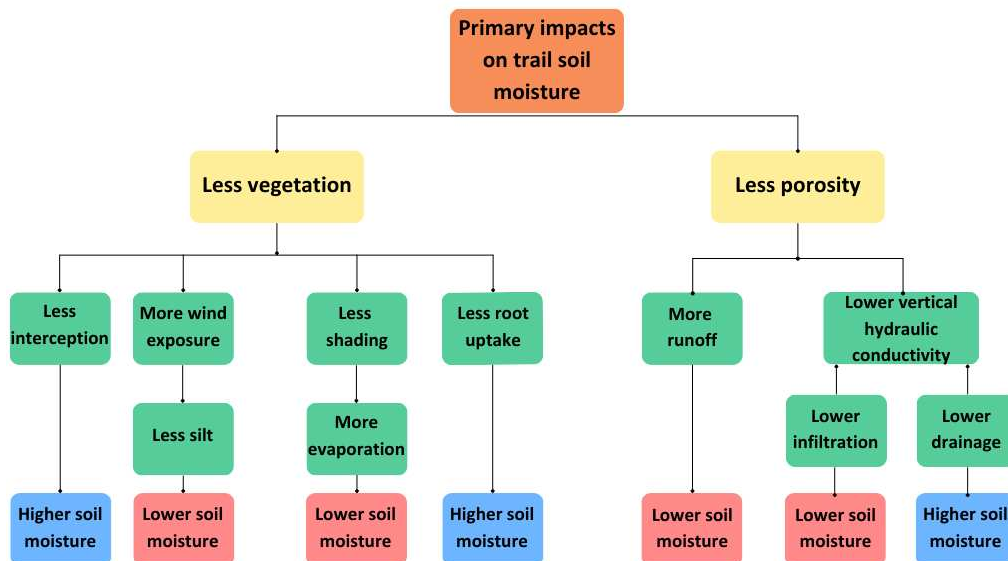 Primary impacts
on trail soil
moisture
Less vegetation
Less porosity
Less
interception
More wind
exposure
Less
shading
Less root
uptake
More
runoff
Lower vertical
hydraulic
conductivity
Less silt
More
evaporation
Lower
infiltration
Lower
drainage
Higher soil
moisture
Lower soil
moisture
Lower soil
moisture
Higher soil
moisture
Lower soil
moisture
Lower soil
moisture
Higher soil
moisture